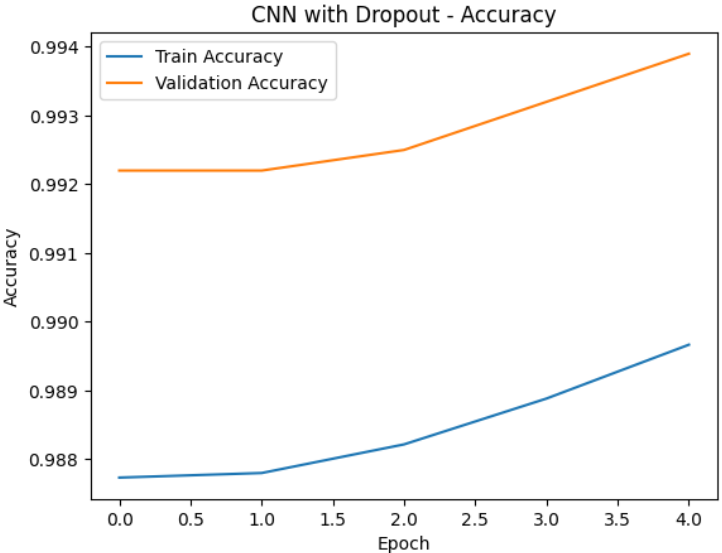 CNN with Dropout - Accuracy
Train Accuracy
Validation Accuracy
Accuracy
0.994
0.993
0.992
0.991
0.990
0.989
0.988
0.0 0.5 1.0 1.5 2.0 2.5 3.0 3.5 4.0
Epoch